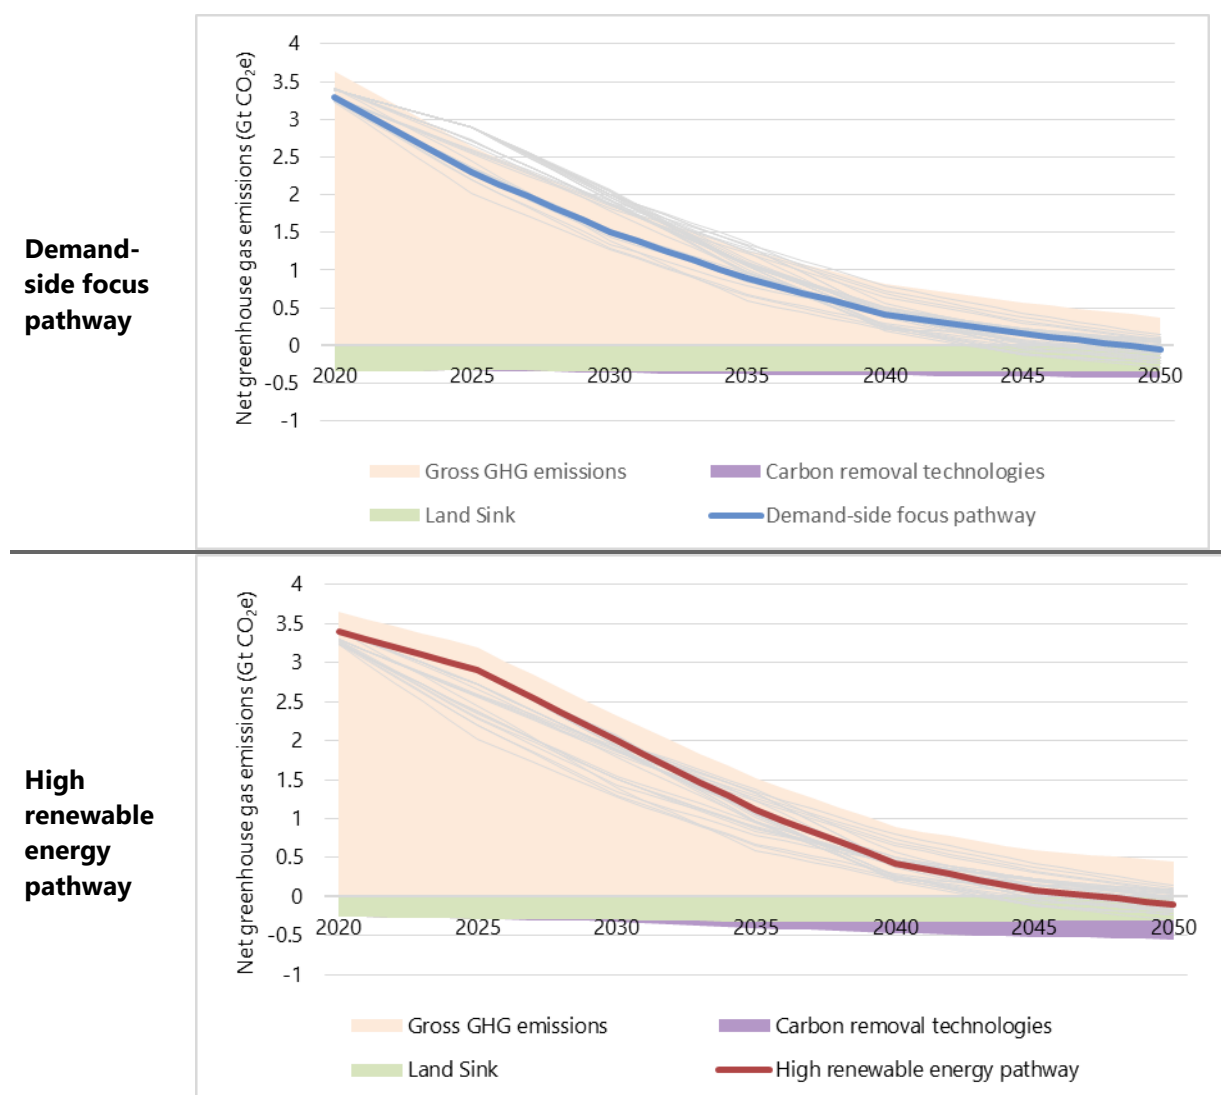 Demand-
side focus
pathway
Net greenhouse gas emissions (Gt CO₂e)
4
3.5
3
2.5
2
1.5
1
0.5
0
-0.5
-1
2020 2025 2030 2035 2040 2045 2050
Gross GHG emissions Carbon removal technologies
Land Sink Demand-side focus pathway
High
renewable
energy
pathway
Net greenhouse gas emissions (Gt CO₂e)
4
3.5
3
2.5
2
1.5
1
0.5
0
-0.5
-1
2020 2025 2030 2035 2040 2045 2050
Gross GHG emissions Carbon removal technologies
Land Sink High renewable energy pathway